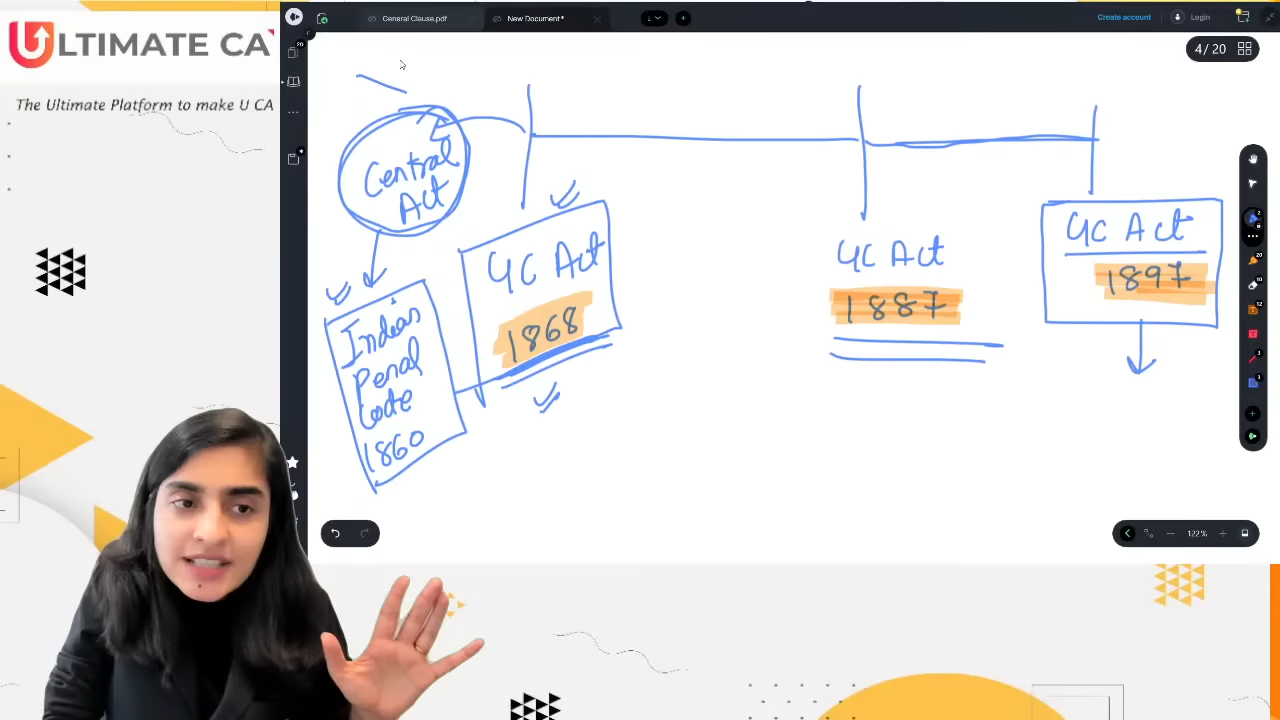 ULTIMATE CA
The Ultimate Platform to make U CA
General Clause.pdf
New Document*
Create account
Login
4/20
Central
Act
Indian
Penal
Code
1860
GC Act
1868
GC Act
1887
GC Act
1897
122%